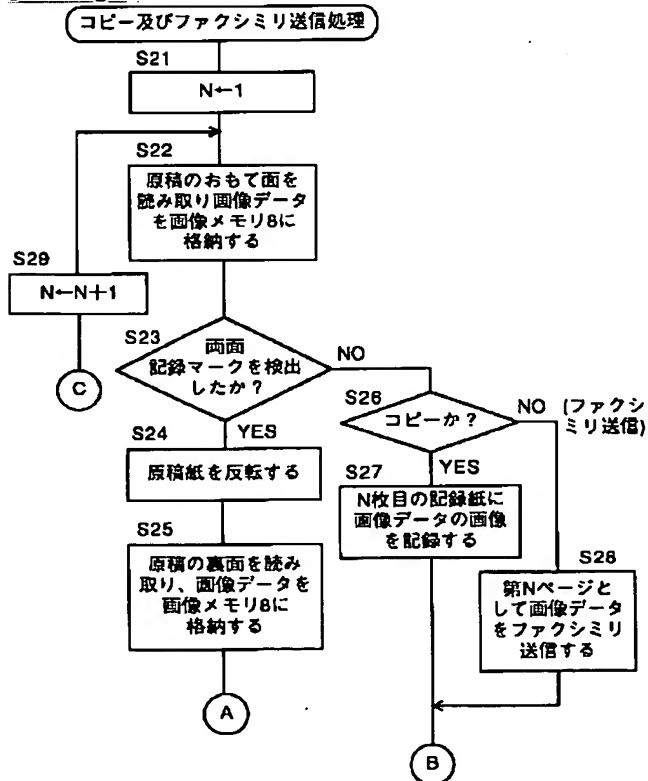 コピー及びファクシミリ送信処理
S21
N←1
S22
原稿のおもて面を
読み取り画像データ
を画像メモリ8に
格納する
S29
N←N+1
C
S23
両面
記録マークを検出
したか？
NO
YES
S24
原稿紙を反転する
S25
原稿の裏面を読み
取り、画像データを
画像メモリ8に
格納する
A
S26
コピーか？
NO (ファクシ
ミリ送信)
YES
S27
N枚目の記録紙に
画像データの画像
を記録する
S28
第Nページと
して画像データ
をファクシミリ
送信する
B